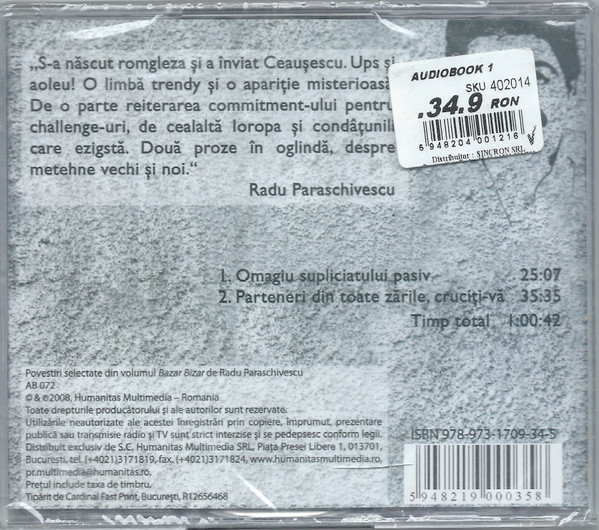 „S-a născut romgleza și a înviat Ceaușescu. Ups și
aoleu! O limbă trendy și o apariție misterioasă.
De o parte reiterarea commitment-ului pentru
challenge-uri, de cealaltă Ioropa și condâțunili
care ezigstă. Două proze în oglindă, despre
metehne vechi și noi.“
Radu Paraschivescu
AUDIOBOOK 1
SKU 402014
.34.9 RON
5 948204 001216
Distribuitor : SINCRON SRL
1. Omagiu supliciatului pasiv 25:07
2. Parteneri din toate zările, cruciți-vă 35:35
Timp total 1:00:42
Povestiri selectate din volumul Bazar Bizar de Radu Paraschivescu
AB 072
© & ℗2008, Humanitas Multimedia – Romania
Toate drepturile producătorului și ale autorilor sunt rezervate.
Utilizările neautorizate ale acestei înregistrări prin copiere, împrumut, prezentare
publică sau transmisie radio și TV sunt strict interzise și se pedepsesc conform legii.
Distribuit exclusiv de S.C. Humanitas Multimedia SRL, Piața Presei Libere 1, 013701,
București, tel. (+4021)3171819, fax. (+4021)3171824, www.humanitasmultimedia.ro,
pr.multimedia@humanitas.ro.
Prețul include taxa de timbru.
Tipărit de Cardinal Fast Print, București, R12656468
ISBN 978-973-1709-34-5
5 948219 000358